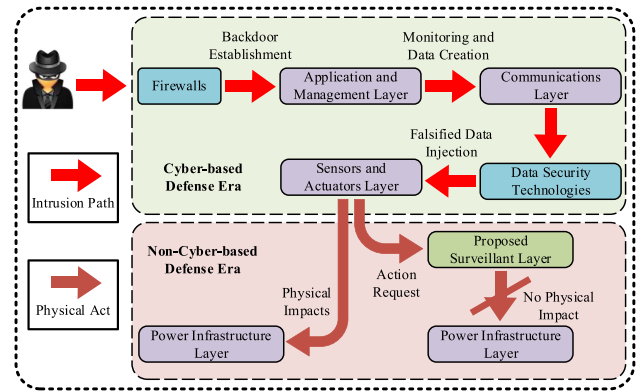 Backdoor
Establishment
Monitoring
and Data Creation
Firewalls
Application and
Management Layer
Communications
Layer
Falsified Data
Injection
Intrusion Path
Cyber-based
Defense Era
Sensors and
Actuators Layer
Data Security
Technologies
Non-Cyber-based
Defense Era
Proposed
Surveillant Layer
Physical Act
Physical
Impacts
Action
Request
No Physical
Impact
Power Infrastructure
Layer
Power Infrastructure
Layer